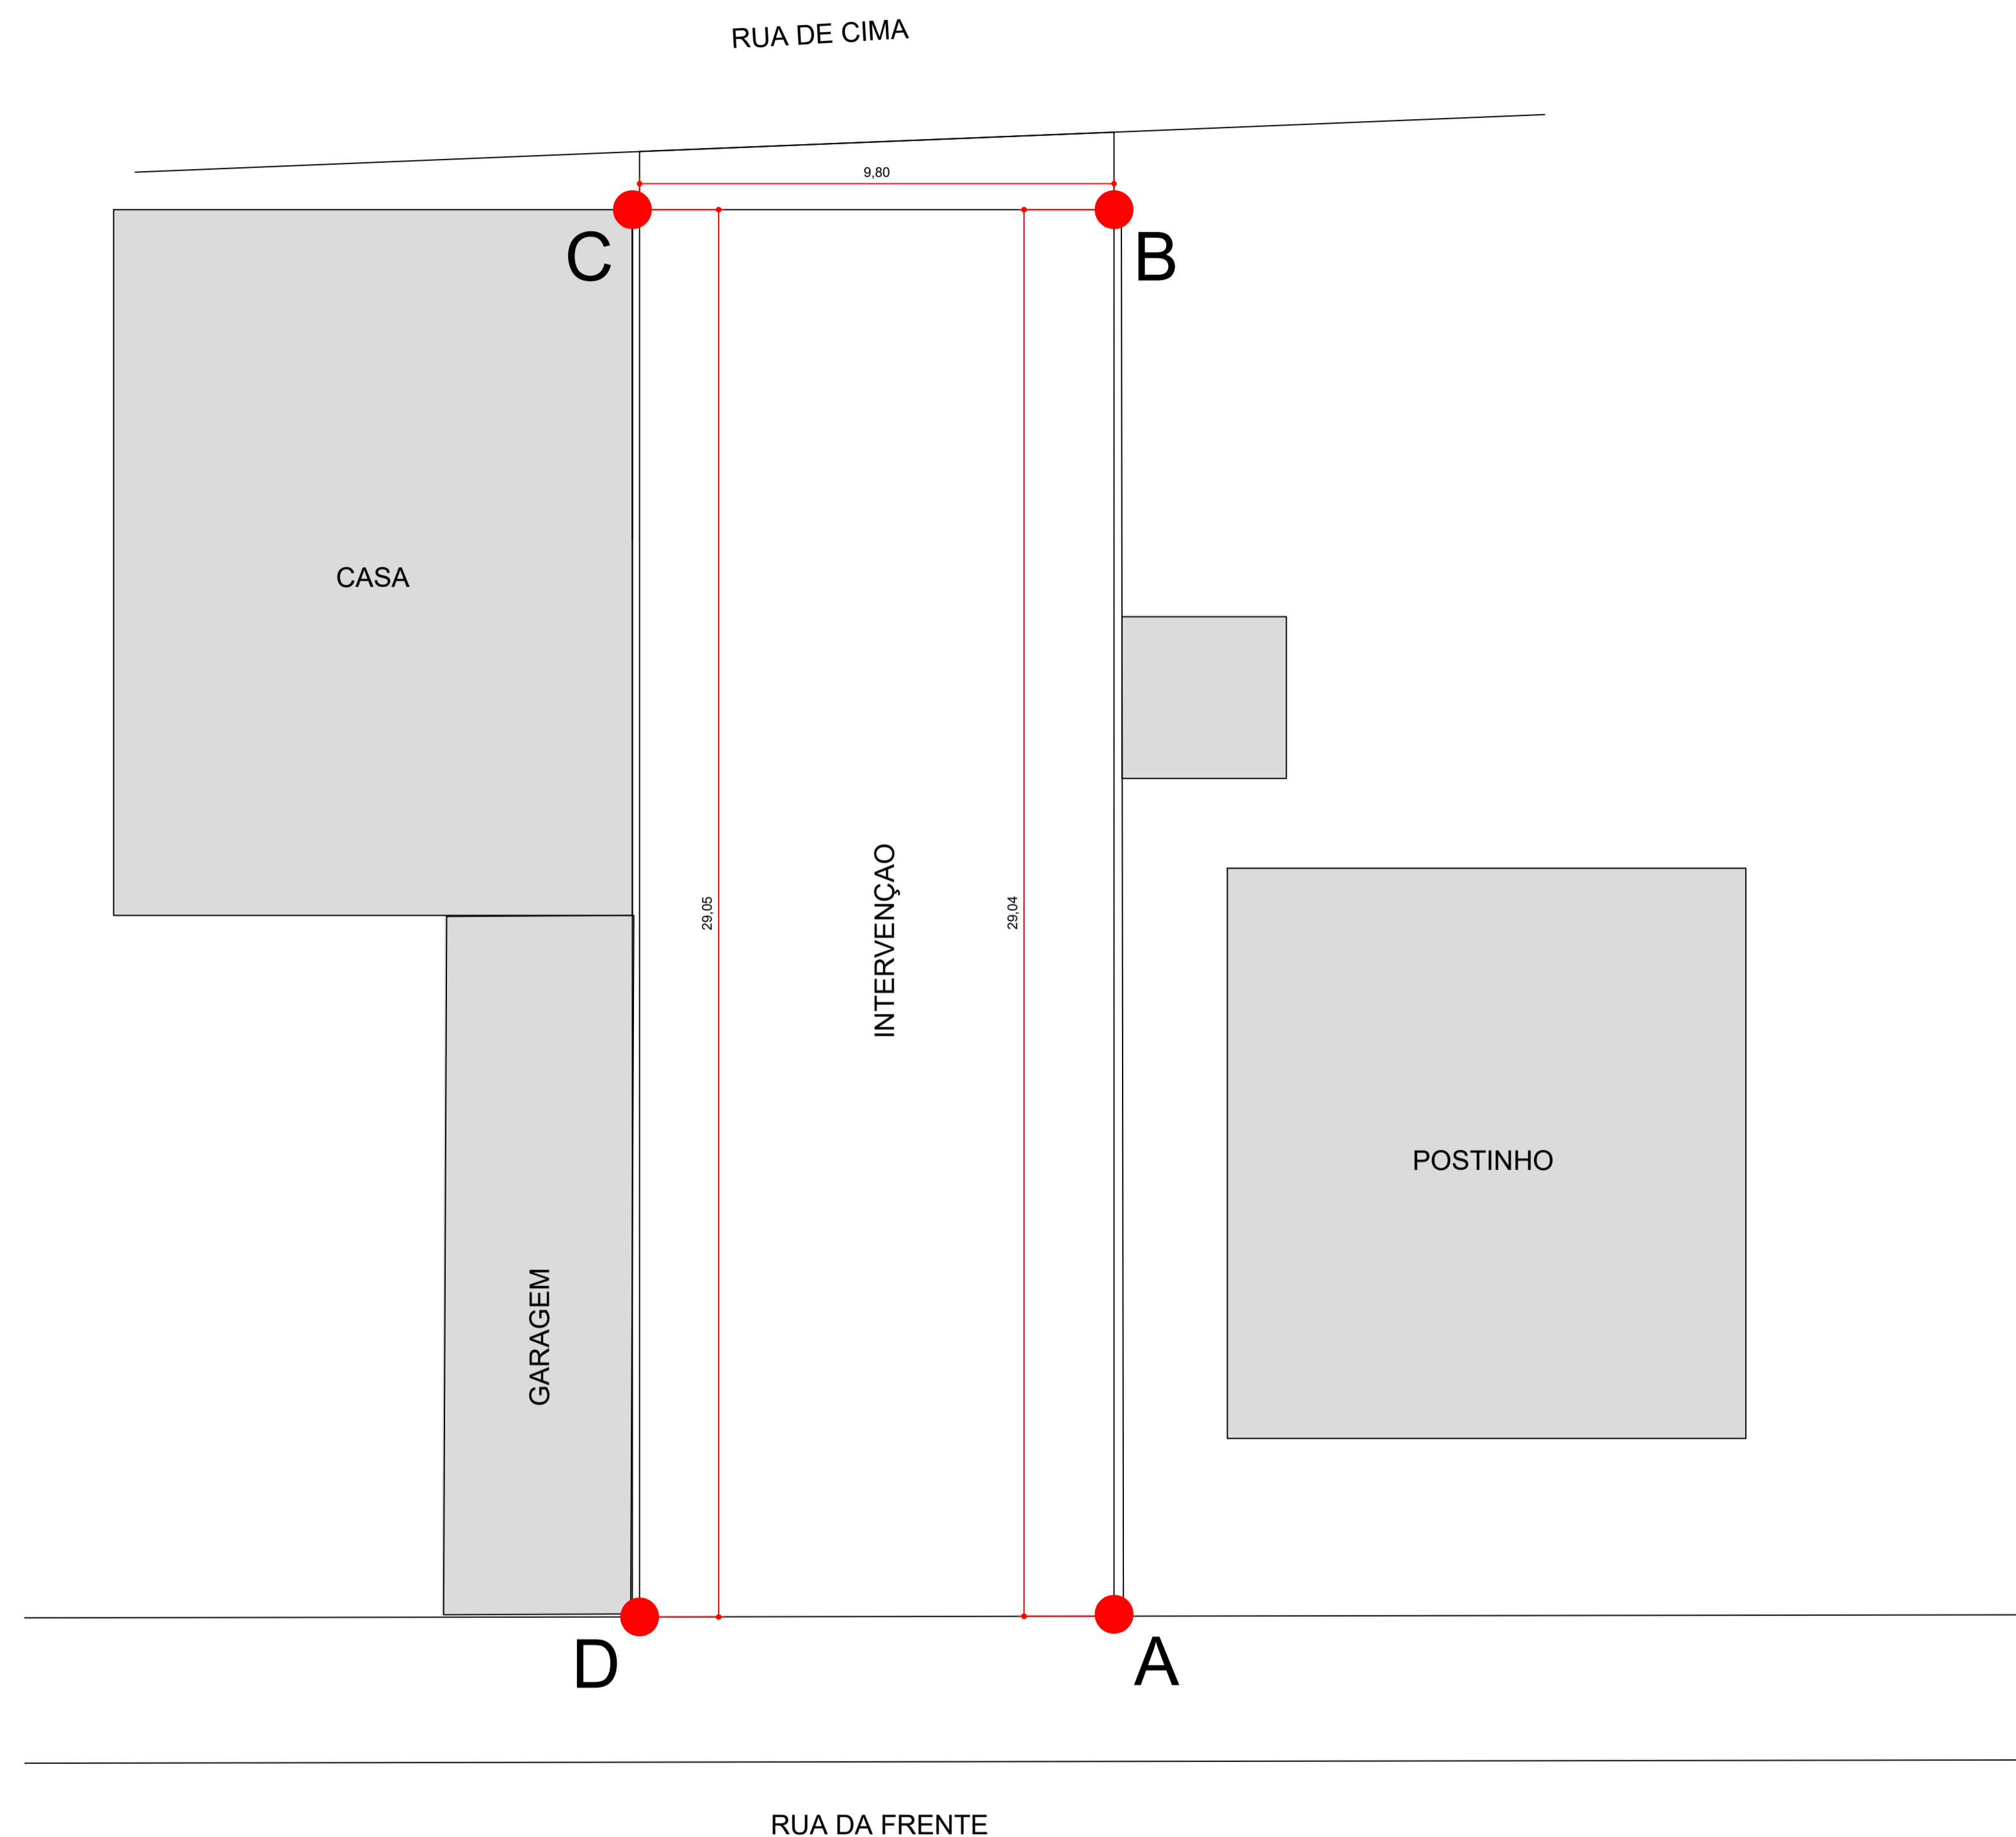 RUA DE CIMA
9,80
C
B
CASA
29,05
INTERVENÇAO
29,04
POSTINHO
GARAGEM
D
A
RUA DA FRENTE